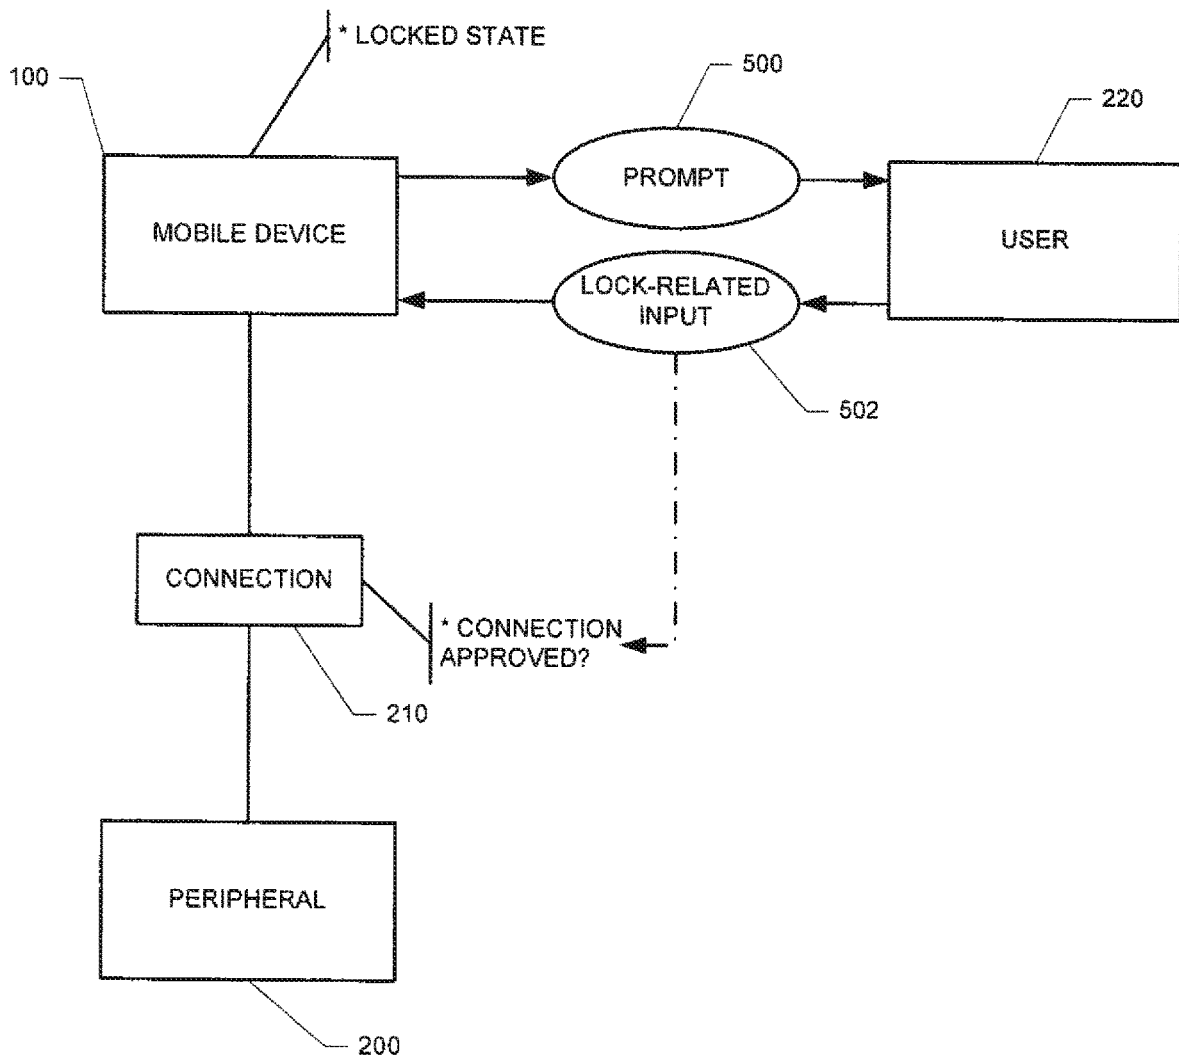 * LOCKED STATE
100
500
220
PROMPT
MOBILE DEVICE
USER
LOCK-RELATED
INPUT
502
CONNECTION
* CONNECTION
APPROVED?
210
PERIPHERAL
200